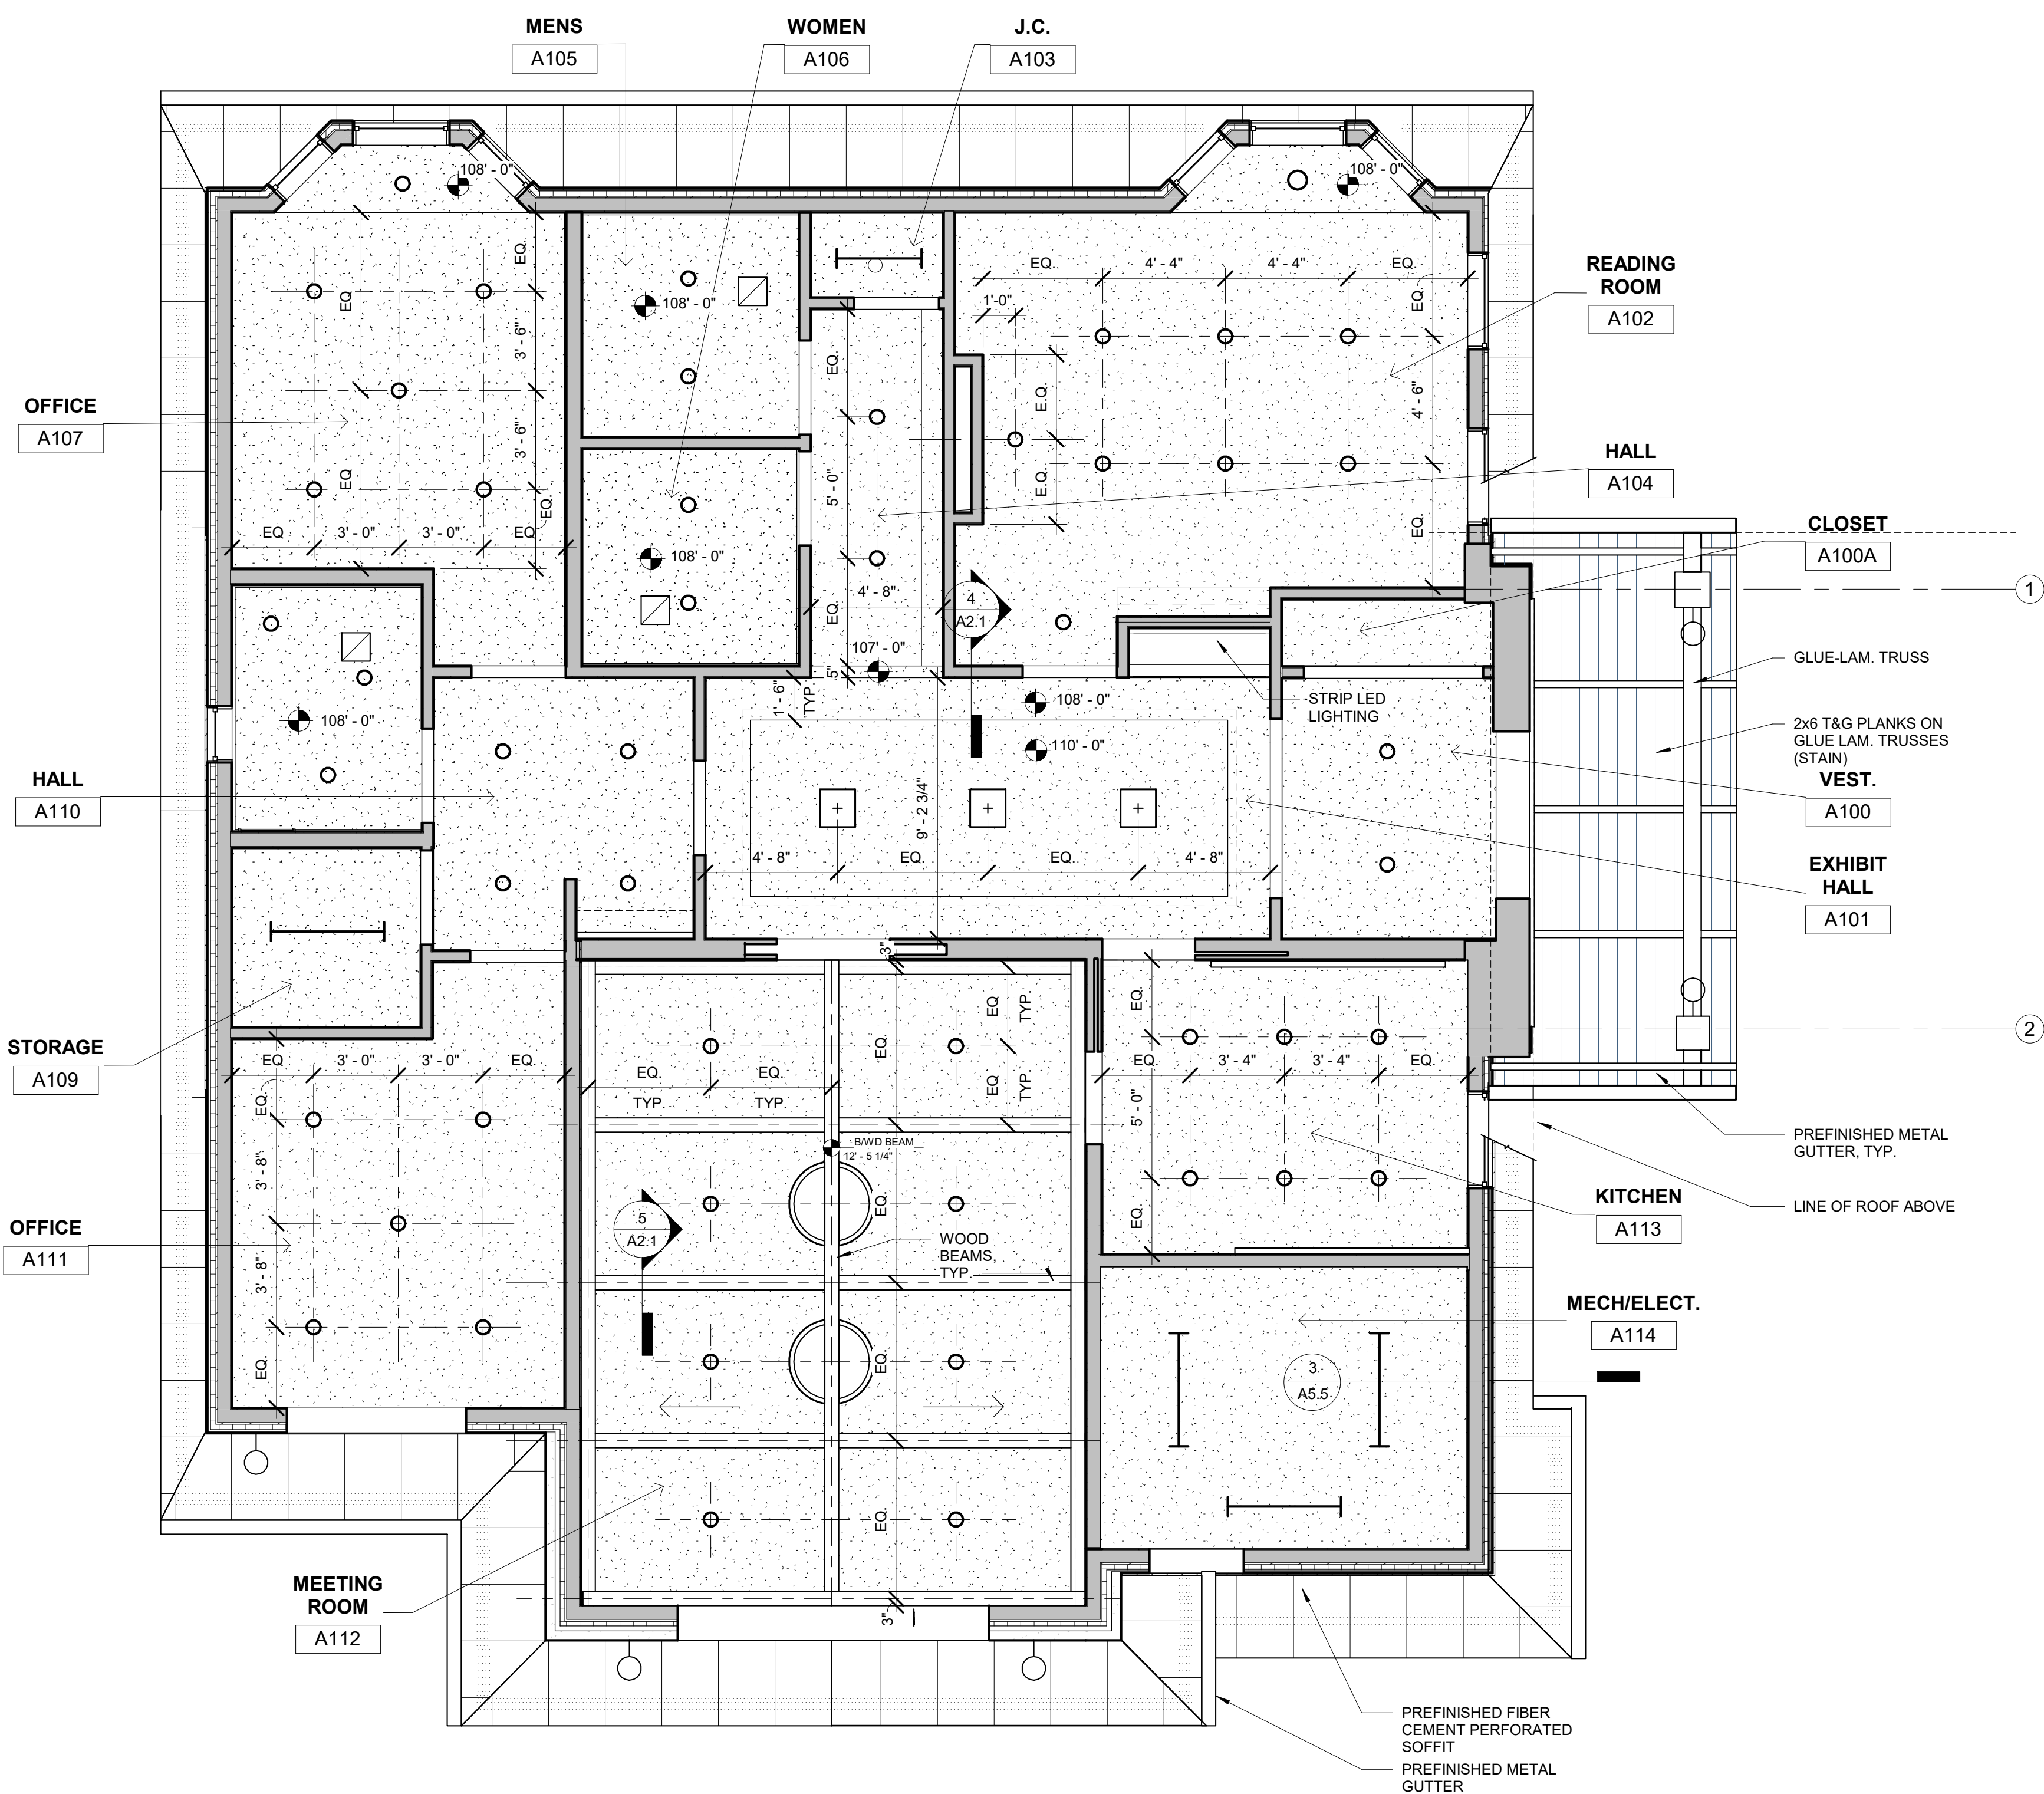 MENS
A105
WOMEN
A106
J.C.
A103
108' - 0"
108' - 0"
READING
ROOM
A102
EQ.
4' - 4"
4' - 4"
EQ.
1'-0"
EQ.
EQ.
EQ.
3' - 6"
108' - 0"
OFFICE
A107
EQ.
E.Q.
4' - 6"
3' - 6"
HALL
A104
EQ.
5' - 0"
E.Q.
EQ.
EQ.
EQ
3' - 0"
3' - 0"
EQ.
CLOSET
A100A
108' - 0"
4' - 8"
EQ.
4
A2.1
1
107' - 0"
5"
GLUE-LAM. TRUSS
1' - 6"
TYP
108' - 0"
STRIP LED
LIGHTING
108' - 0"
110' - 0"
2x6 T&G PLANKS ON
GLUE LAM. TRUSSES
(STAIN)
HALL
A110
VEST.
A100
9' - 2 3/4"
4' - 8"
EQ.
EQ.
4' - 8"
EXHIBIT
HALL
A101
3"
EQ
TYP
EQ.
2
STORAGE
A109
EQ
3' - 0"
3' - 0"
EQ.
EQ.
EQ.
TYP.
EQ.
TYP.
EQ.
EQ
TYP
EQ.
3' - 4"
3' - 4"
EQ.
5' - 0"
B/WD BEAM
12' - 5 1/4"
PREFINISHED METAL
GUTTER, TYP.
3' - 8"
KITCHEN
A113
LINE OF ROOF ABOVE
EQ.
EQ.
5
A2.1
WOOD
BEAMS,
TYP.
OFFICE
A111
3' - 8"
MECH/ELECT.
A114
EQ.
EQ.
3
A5.5
EQ.
3"
MEETING
ROOM
A112
PREFINISHED FIBER
CEMENT PERFORATED
SOFFIT
PREFINISHED METAL
GUTTER